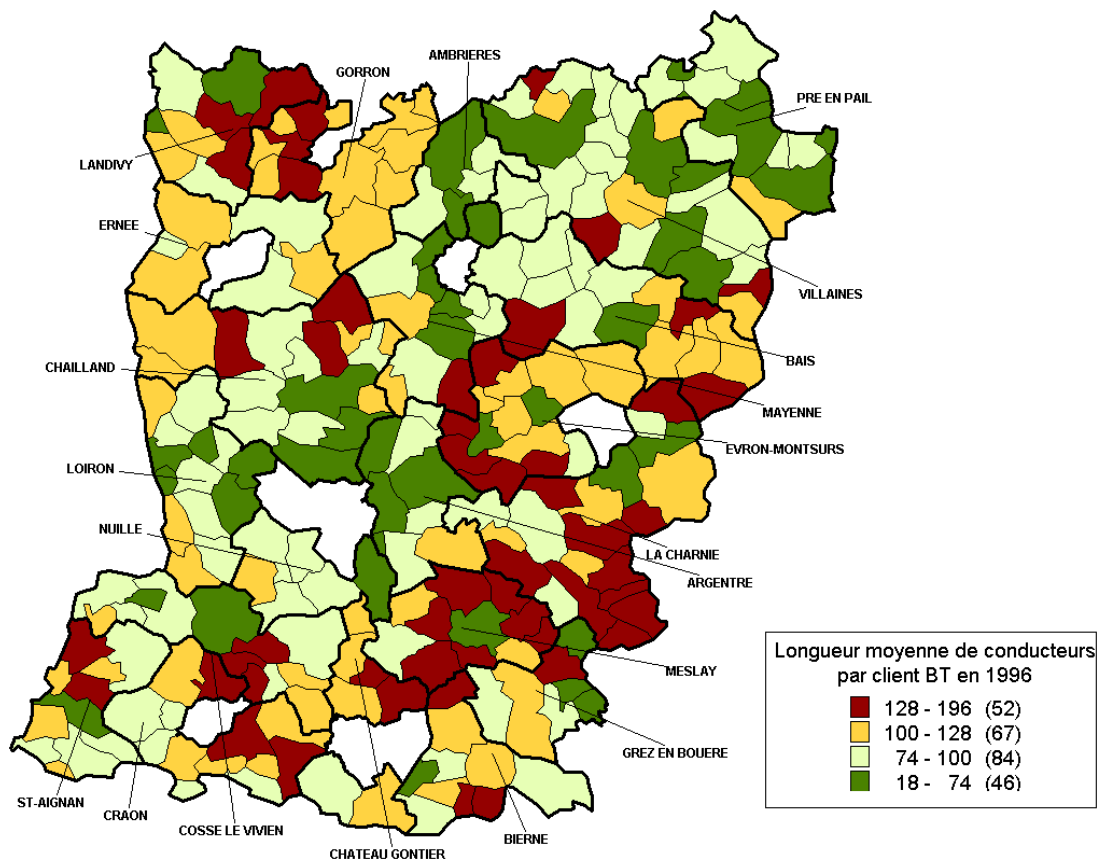 AMBRIERES
GORRON
PRE EN PAIL
LANDIVY
ERNEE
VILLAINES
BAIS
CHAILLAND
MAYENNE
EVRON-MONTSURS
LOIRON
NUILLE
LA CHARNIE
ARGENTRE
MESLAY
GREZ EN BOUERE
ST-AIGNAN
CRAON
COSSE LE VIVIEN
BIERNE
CHATEAU GONTIER
Longueur moyenne de conducteurs
par client BT en 1996
128 - 196 (52)
100 - 128 (67)
74 - 100 (84)
18 - 74 (46)